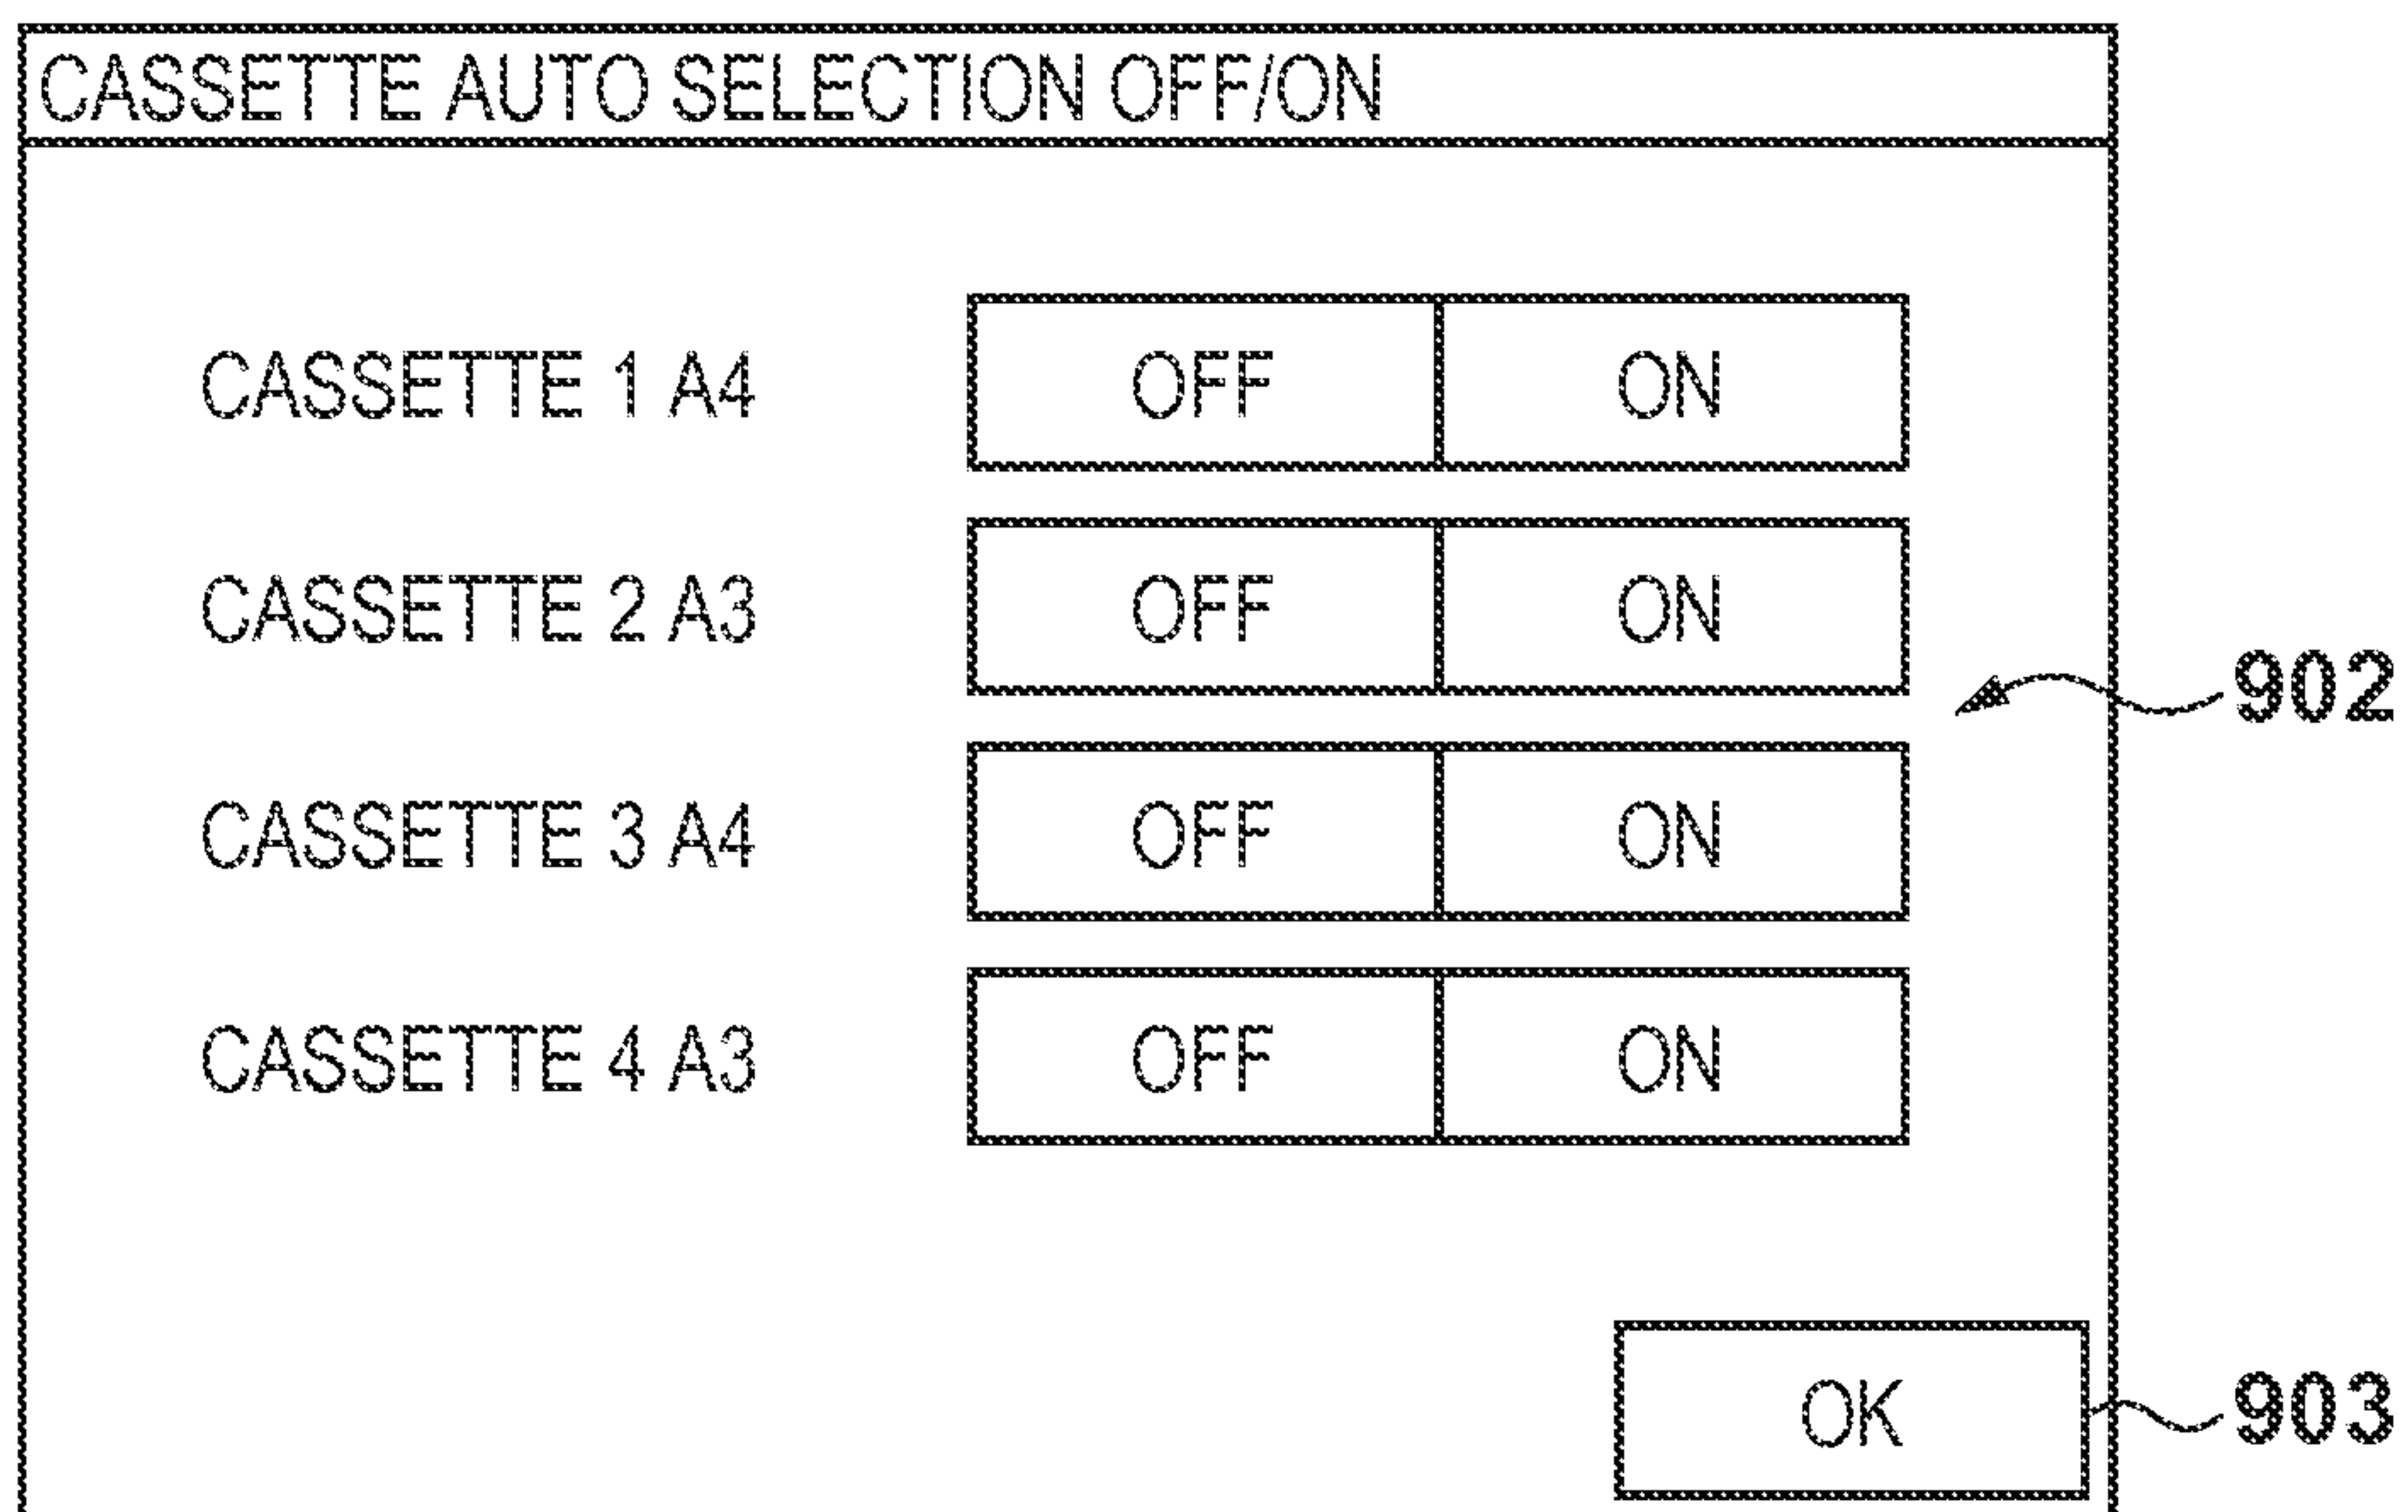 CASSETTE AUTO SELECTION OFF/ON
CASSETTE 1 A4 OFF ON
CASSETTE 2 A3 OFF ON
902
CASSETTE 3 A4 OFF ON
CASSETTE 4 A3 OFF ON
OK 903